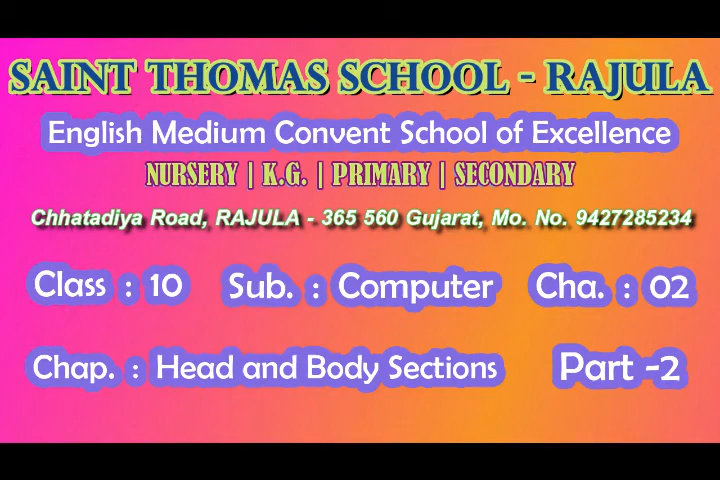 SAINT THOMAS SCHOOL - RAJULA
English Medium Convent School of Excellence
NURSERY | K.G. | PRIMARY | SECONDARY
Chhatadiya Road, RAJULA - 365 560 Gujarat, Mo. No. 9427285234
Class : 10 Sub. : Computer Cha. : 02
Chap. : Head and Body Sections Part -2